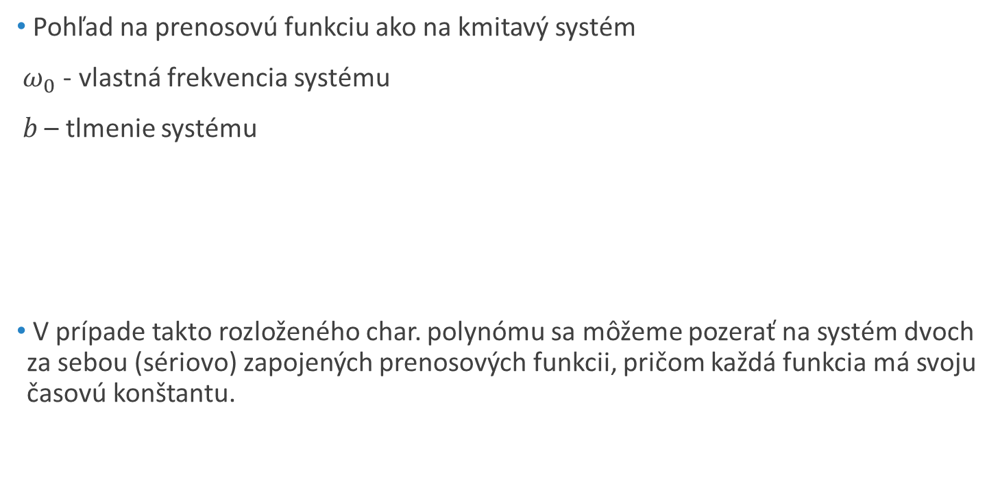 • Pohľad na prenosovú funkciu ako na kmitavý systém
ω₀ - vlastná frekvencia systému
b – tlmenie systému
• V prípade takto rozloženého char. polynómu sa môžeme pozerať na systém dvoch
za sebou (sériovo) zapojených prenosových funkcii, pričom každá funkcia má svoju
časovú konštantu.